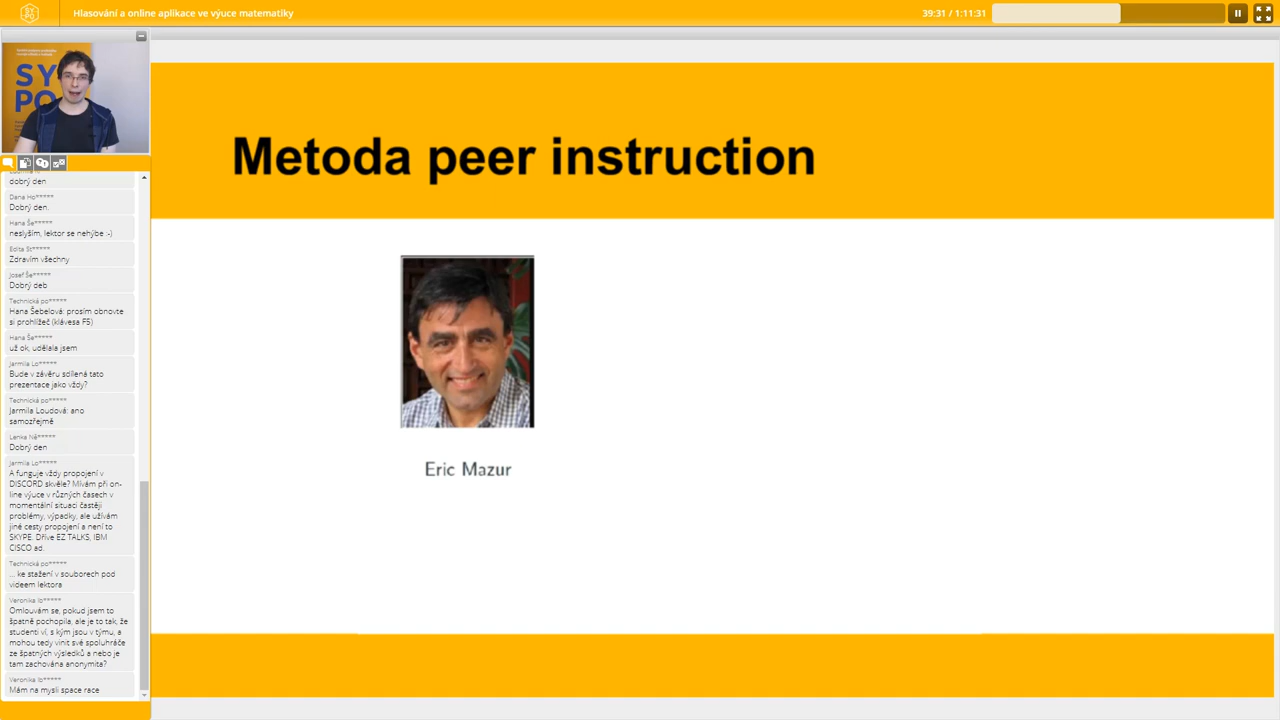 Hlasování a online aplikace ve výuce matematiky
39:31 / 1:11:31
SY
PO
SY
PO
Metoda peer instruction
Eric Mazur
dobrý den
Dana Ho*****
Dobrý den.
Hana Še*****
neslyším, lektor se nehýbe :-)
Edita St*****
Zdravím všechny
Josef Še*****
Dobrý deb
Technická po*****
Hana Šebelová: prosím obnovte
si prohlížeč (klávesa F5)
Hana Še*****
už ok, udělala jsem
Jarmila Lo*****
Bude v závěru sdílená tato
prezentace jako vždy?
Technická po*****
Jarmila Loudová: ano
samozřejmě
Lenka Ně*****
Dobrý den
Jarmila Lo*****
A funguje vždy propojení v
DISCORD skvěle? Mívám při on-
line výuce v různých časech v
momentální situaci častěji
problémy, výpadky, ale užívám
jiné cesty propojení a není to
SKYPE. Dříve EZ TALKS, IBM
CISCO ad.
Technická po*****
... ke stažení v souborech pod
videem lektora
Veronika Io*****
Omlouvám se, pokud jsem to
špatně pochopila, ale je to tak, že
studenti ví, s kým jsou v týmu, a
mohou tedy vinit své spoluhráče
ze špatných výsledků a nebo je
tam zachována anonymita?
Veronika Io*****
Mám na mysli space race